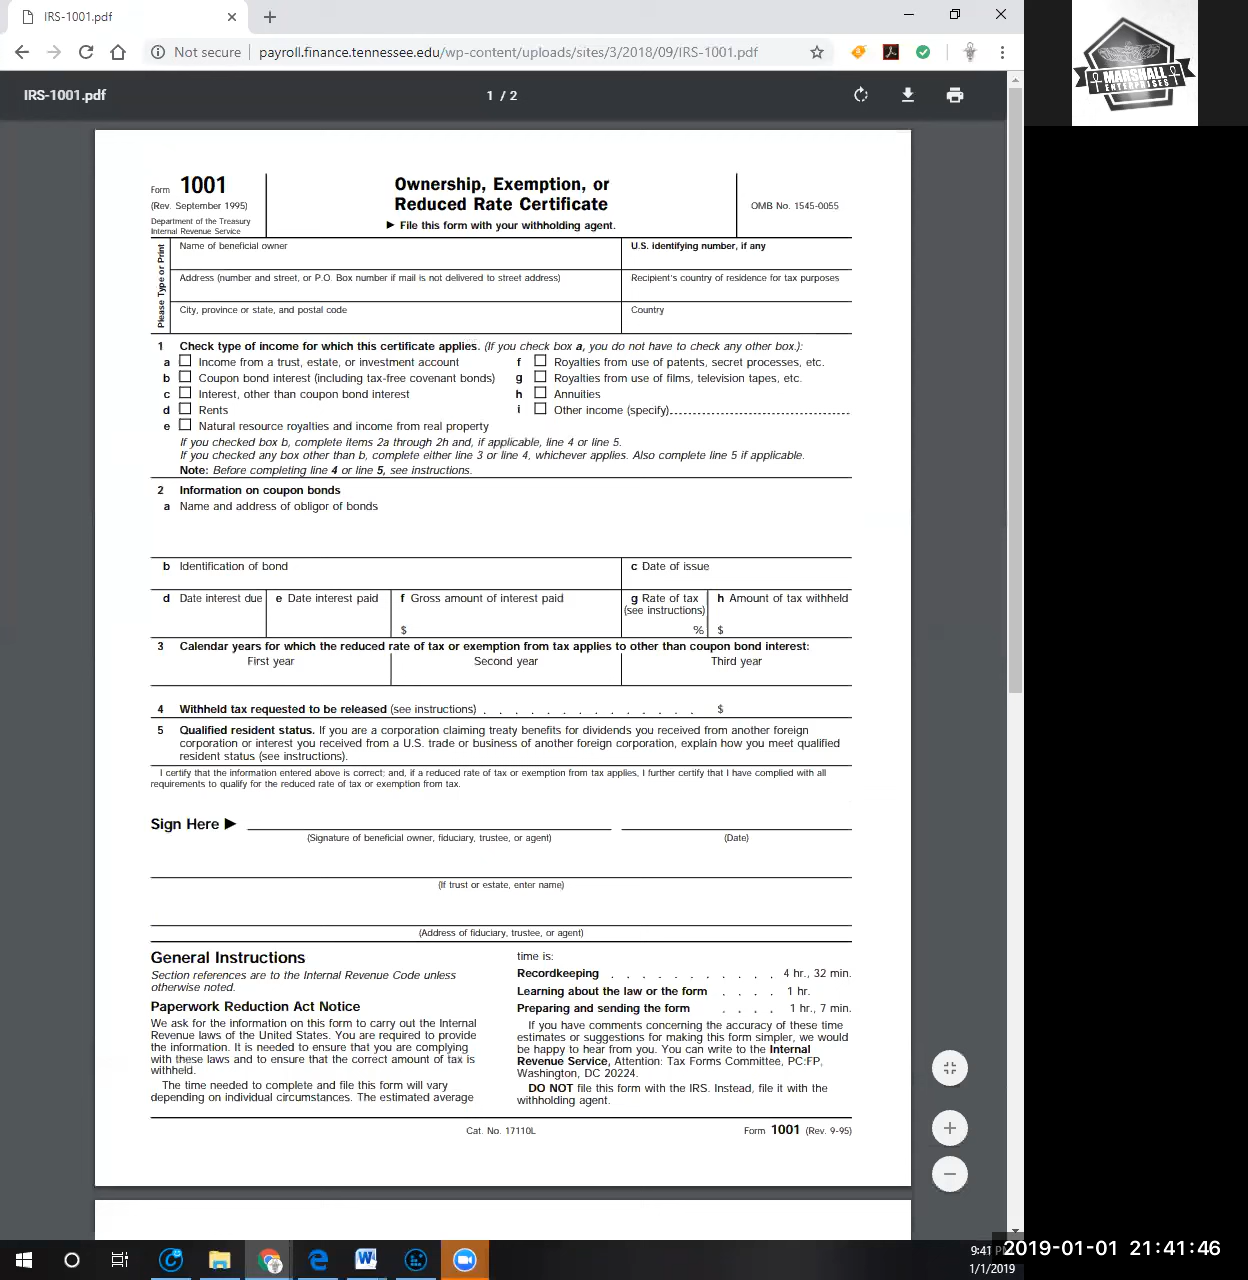 IRS-1001.pdf
Not secure | payroll.finance.tennessee.edu/wp-content/uploads/sites/3/2018/09/IRS-1001.pdf
IRS-1001.pdf
1 / 2
MARSHALL
ENTERPRISES
Form 1001
(Rev. September 1995)
Department of the Treasury
Internal Revenue Service
Ownership, Exemption, or
Reduced Rate Certificate
► File this form with your withholding agent.
OMB No. 1545-0055
Please Type or Print
Name of beneficial owner
U.S. identifying number, if any
Address (number and street, or P.O. Box number if mail is not delivered to street address)
Recipient's country of residence for tax purposes
City, province or state, and postal code
Country
1 Check type of income for which this certificate applies. (If you check box a, you do not have to check any other box.):
a Income from a trust, estate, or investment account
f Royalties from use of patents, secret processes, etc.
b Coupon bond interest (including tax-free covenant bonds)
g Royalties from use of films, television tapes, etc.
c Interest, other than coupon bond interest
h Annuities
d Rents
i Other income (specify)
e Natural resource royalties and income from real property
If you checked box b, complete items 2a through 2h and, if applicable, line 4 or line 5.
If you checked any box other than b, complete either line 3 or line 4, whichever applies. Also complete line 5 if applicable.
Note: Before completing line 4 or line 5, see instructions.
2 Information on coupon bonds
a Name and address of obligor of bonds
b Identification of bond
c Date of issue
d Date interest due
e Date interest paid
f Gross amount of interest paid
$
g Rate of tax
(see instructions)
%
h Amount of tax withheld
$
3 Calendar years for which the reduced rate of tax or exemption from tax applies to other than coupon bond interest:
First year
Second year
Third year
4 Withheld tax requested to be released (see instructions) . . . . . . . . . . . . . . $
5 Qualified resident status. If you are a corporation claiming treaty benefits for dividends you received from another foreign
corporation or interest you received from a U.S. trade or business of another foreign corporation, explain how you meet qualified
resident status (see instructions).
I certify that the information entered above is correct; and, if a reduced rate of tax or exemption from tax applies, I further certify that I have complied with all
requirements to qualify for the reduced rate of tax or exemption from tax.
Sign Here ►
(Signature of beneficial owner, fiduciary, trustee, or agent)
(Date)
(If trust or estate, enter name)
(Address of fiduciary, trustee, or agent)
General Instructions
Section references are to the Internal Revenue Code unless
otherwise noted.
Paperwork Reduction Act Notice
We ask for the information on this form to carry out the Internal
Revenue laws of the United States. You are required to provide
the information. It is needed to ensure that you are complying
with these laws and to ensure that the correct amount of tax is
withheld.
The time needed to complete and file this form will vary
depending on individual circumstances. The estimated average
time is:
Recordkeeping . . . . . . . . . . . 4 hr., 32 min.
Learning about the law or the form . . . . 1 hr.
Preparing and sending the form . . . . 1 hr., 7 min.
If you have comments concerning the accuracy of these time
estimates or suggestions for making this form simpler, we would
be happy to hear from you. You can write to the Internal
Revenue Service, Attention: Tax Forms Committee, PC:FP,
Washington, DC 20224.
DO NOT file this form with the IRS. Instead, file it with the
withholding agent.
Cat. No. 17110L
Form 1001 (Rev. 9-95)
9:41 P
1/1/2019
2019-01-01 21:41:46